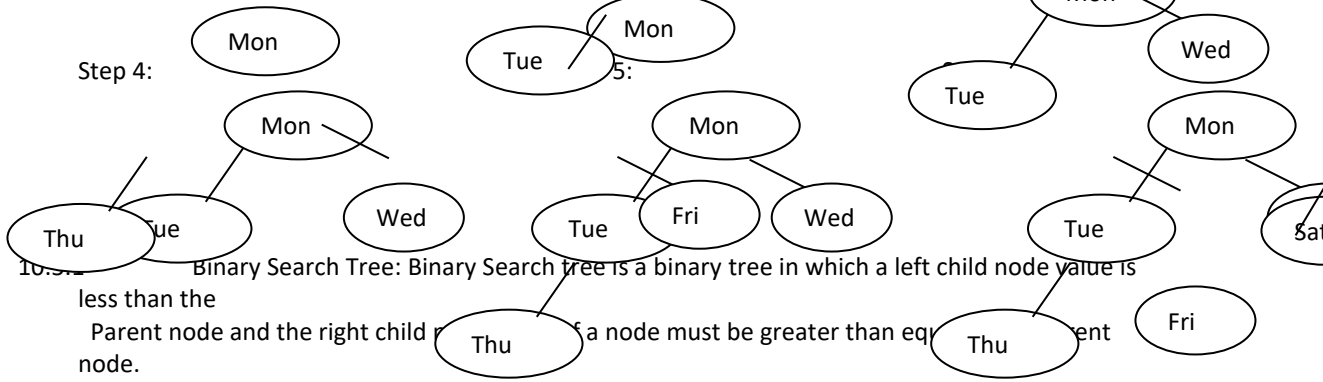 Mon
Mon
Wed
Tue
Step 4:
5:
Tue
Mon
Mon
Mon
Wed
Fri
Wed
Tue
Tue
Thu
Binary Search Tree: Binary Search tree is a binary tree in which a left child node value is
less than the
Parent node and the right child a node must be greater than
node.
Thu
Thu
Fri